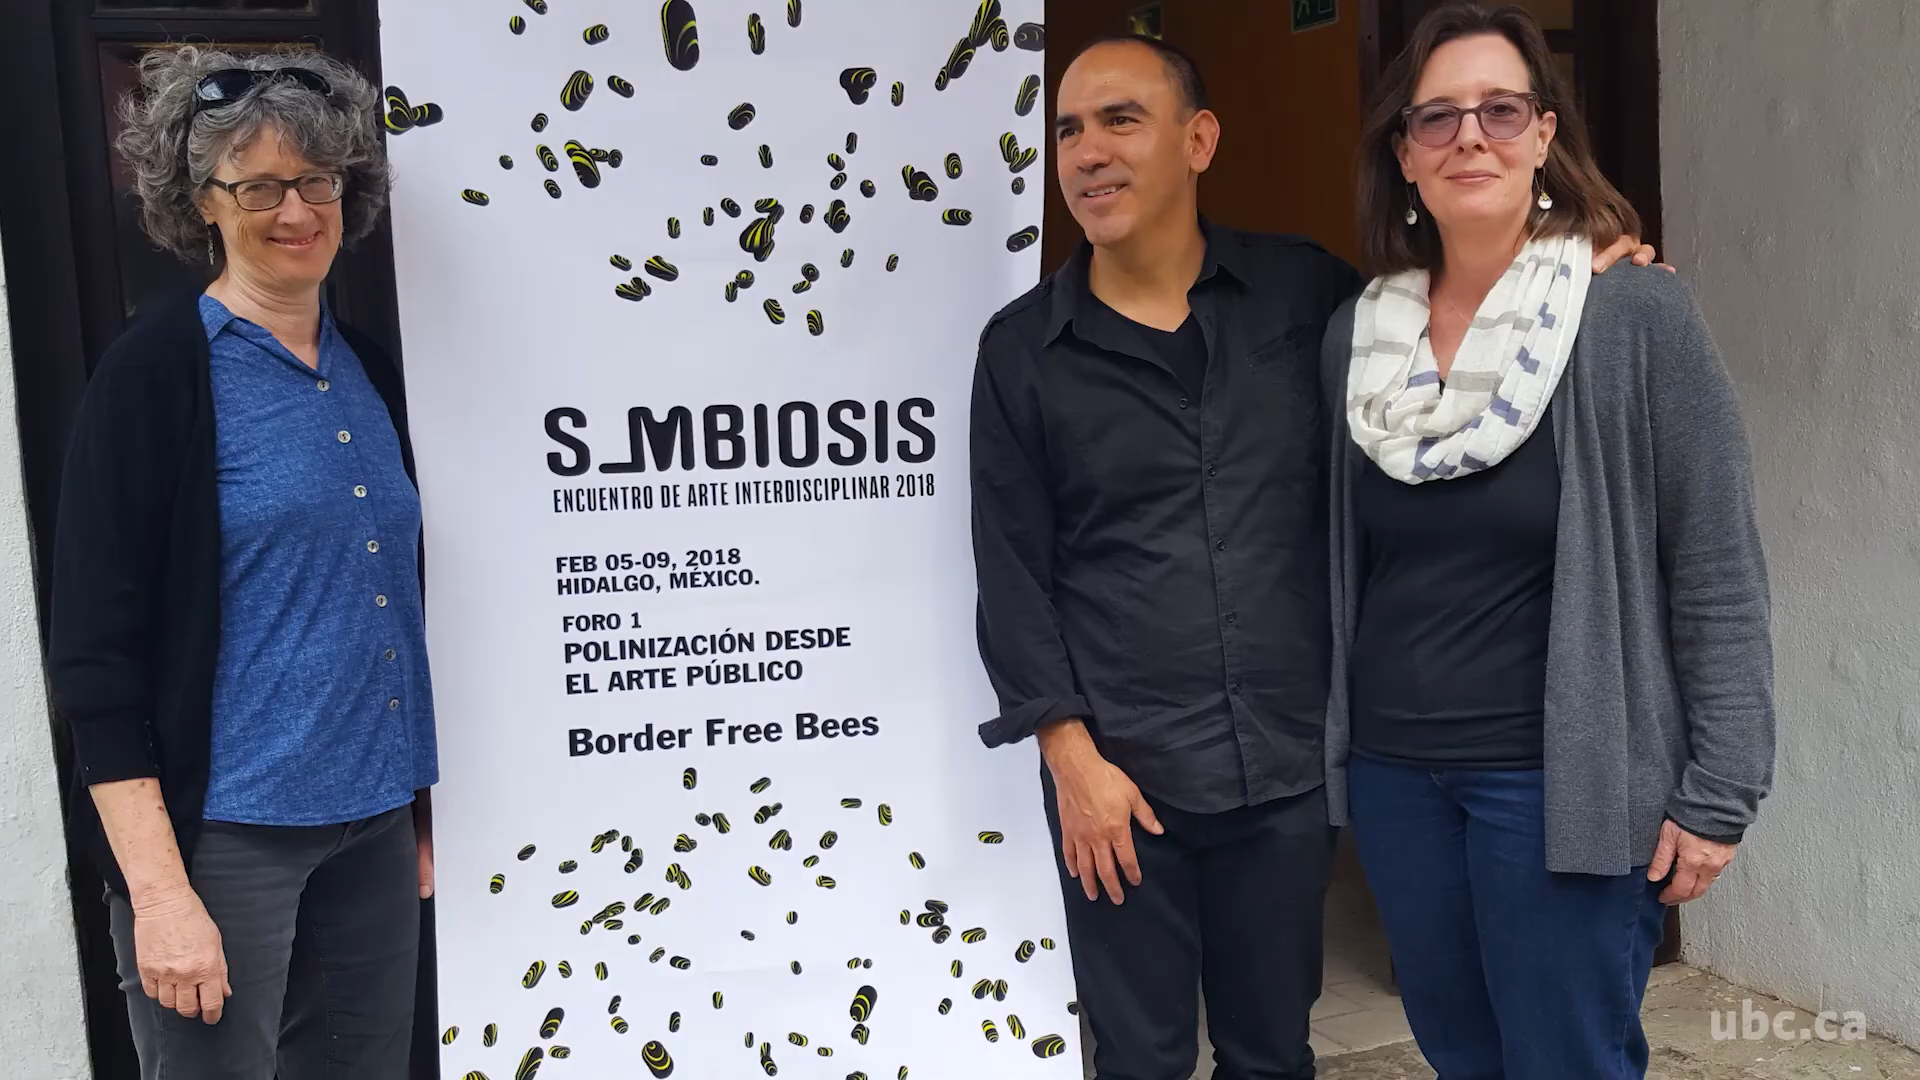 S_MBIOSIS
ENCUENTRO DE ARTE INTERDISCIPLINAR 2018
FEB 05-09, 2018
HIDALGO, MÉXICO.
FORO 1
POLINIZACIÓN DESDE
EL ARTE PÚBLICO
Border Free Bees
ubc.ca